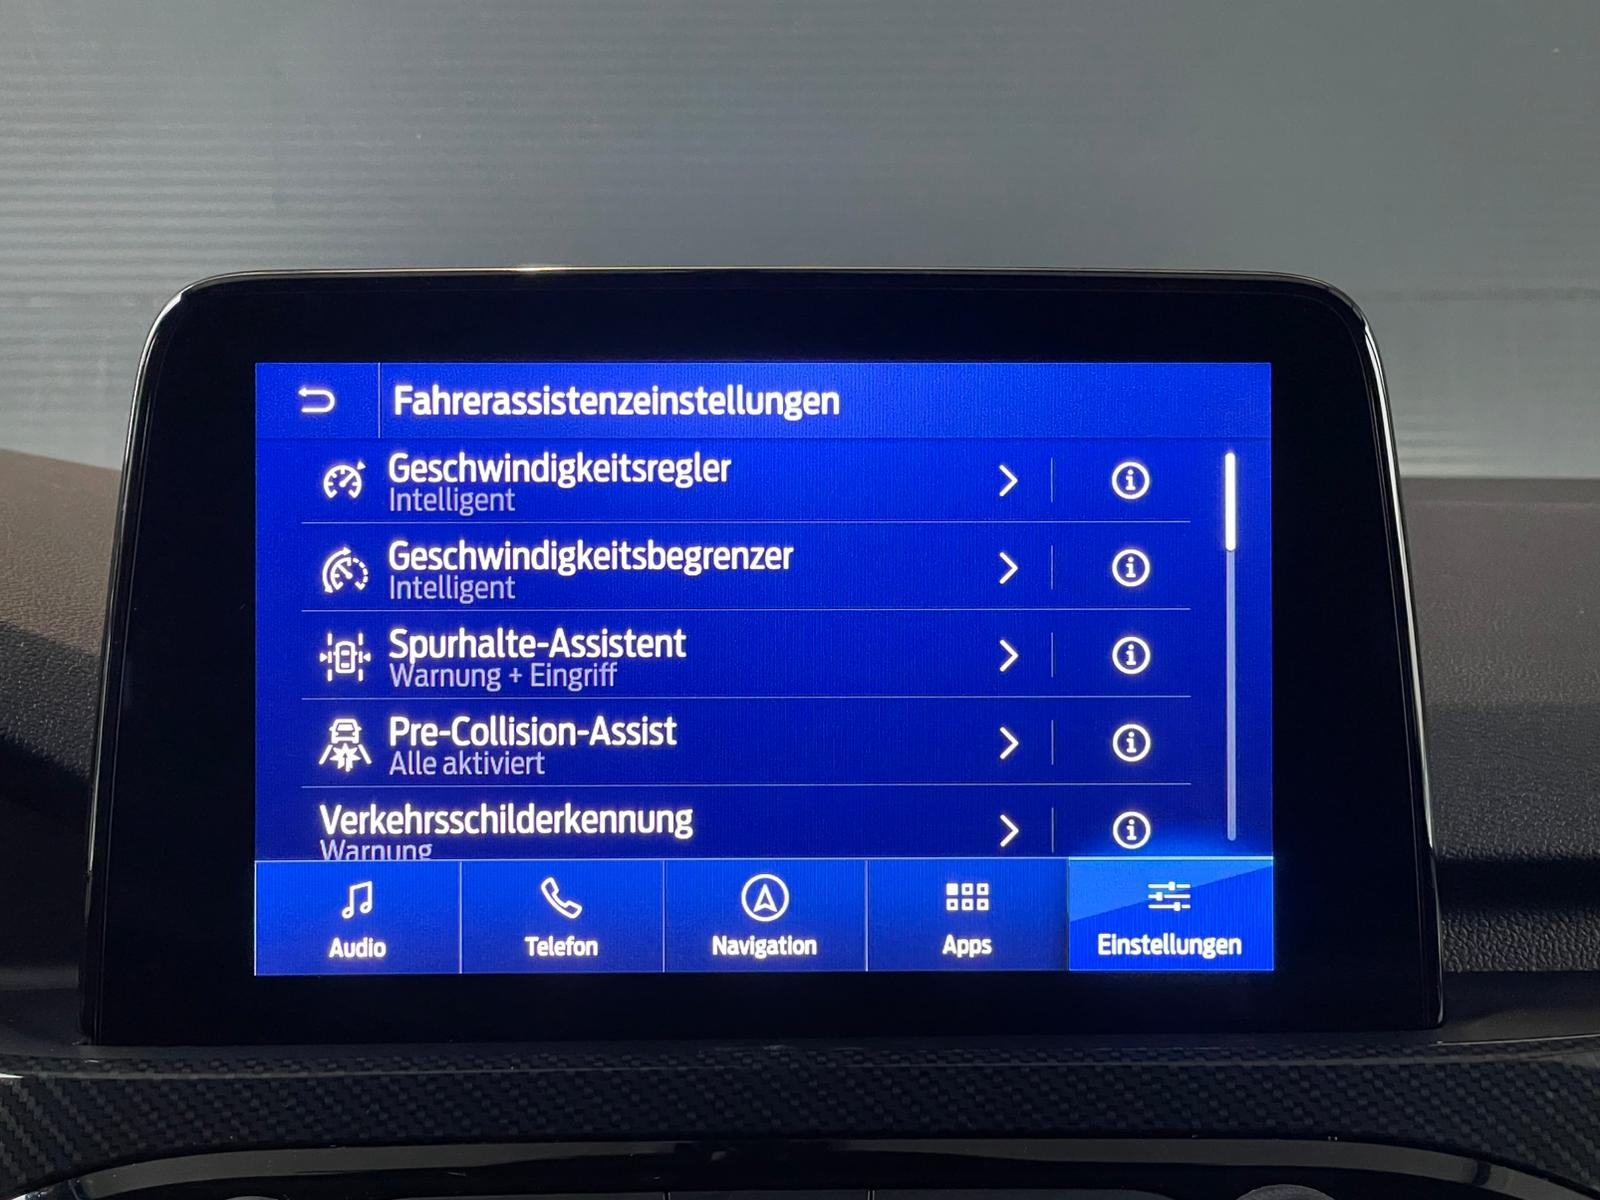 Fahrerassistenzeinstellungen
Geschwindigkeitsregler
Intelligent
Geschwindigkeitsbegrenzer
Intelligent
Spurhalte-Assistent
Warnung + Eingriff
Pre-Collision-Assist
Alle aktiviert
Verkehrsschilderkennung
Warnung
Audio
Telefon
Navigation
Apps
Einstellungen